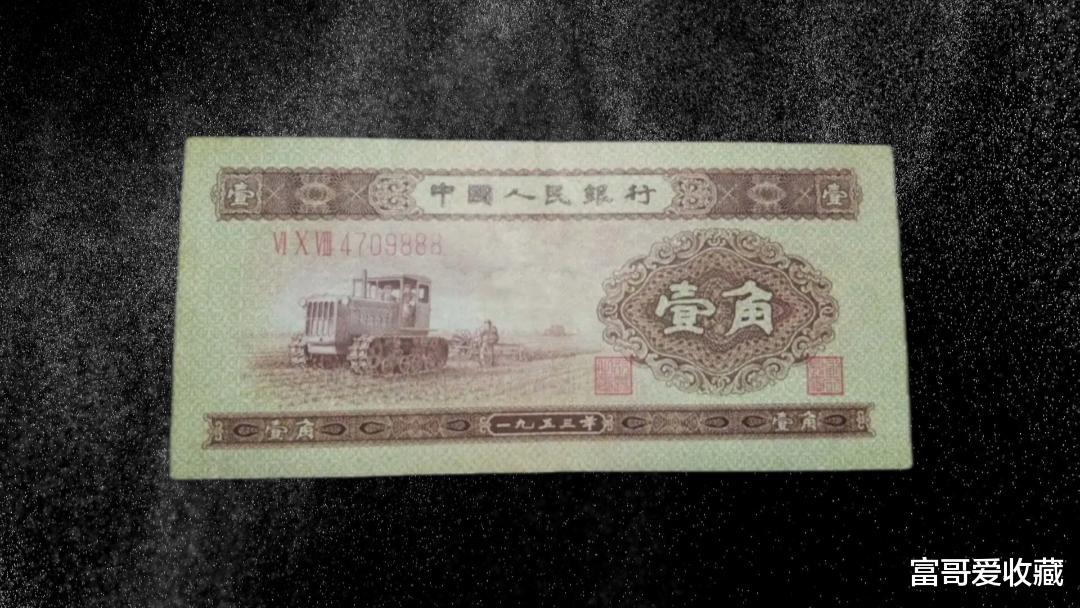 壹 中國人民銀行 壹
VI X VIII 4709888
壹角
壹角 一九五三年 壹角
富哥爱收藏